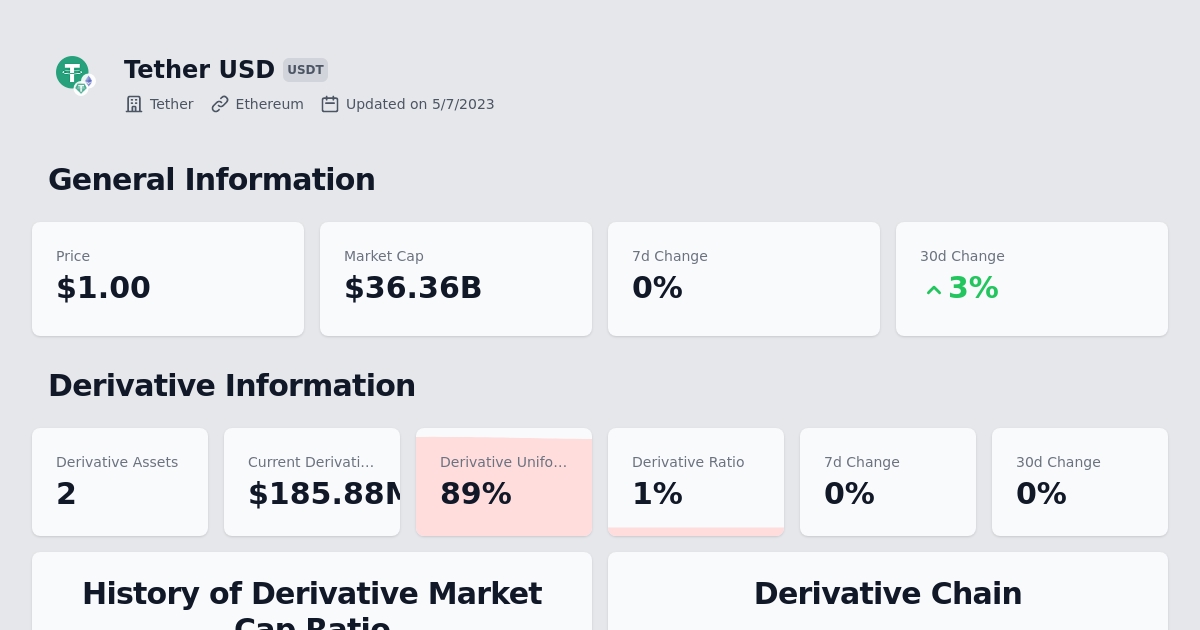 Tether USD USDT
Tether Ethereum Updated on 5/7/2023
General Information
Price
$1.00
Market Cap
$36.36B
7d Change
0%
30d Change
3%
Derivative Information
Derivative Assets
2
Current Derivati...
$185.88M
Derivative Unifo...
89%
Derivative Ratio
1%
7d Change
0%
30d Change
0%
History of Derivative Market
Cap Ratio
Derivative Chain